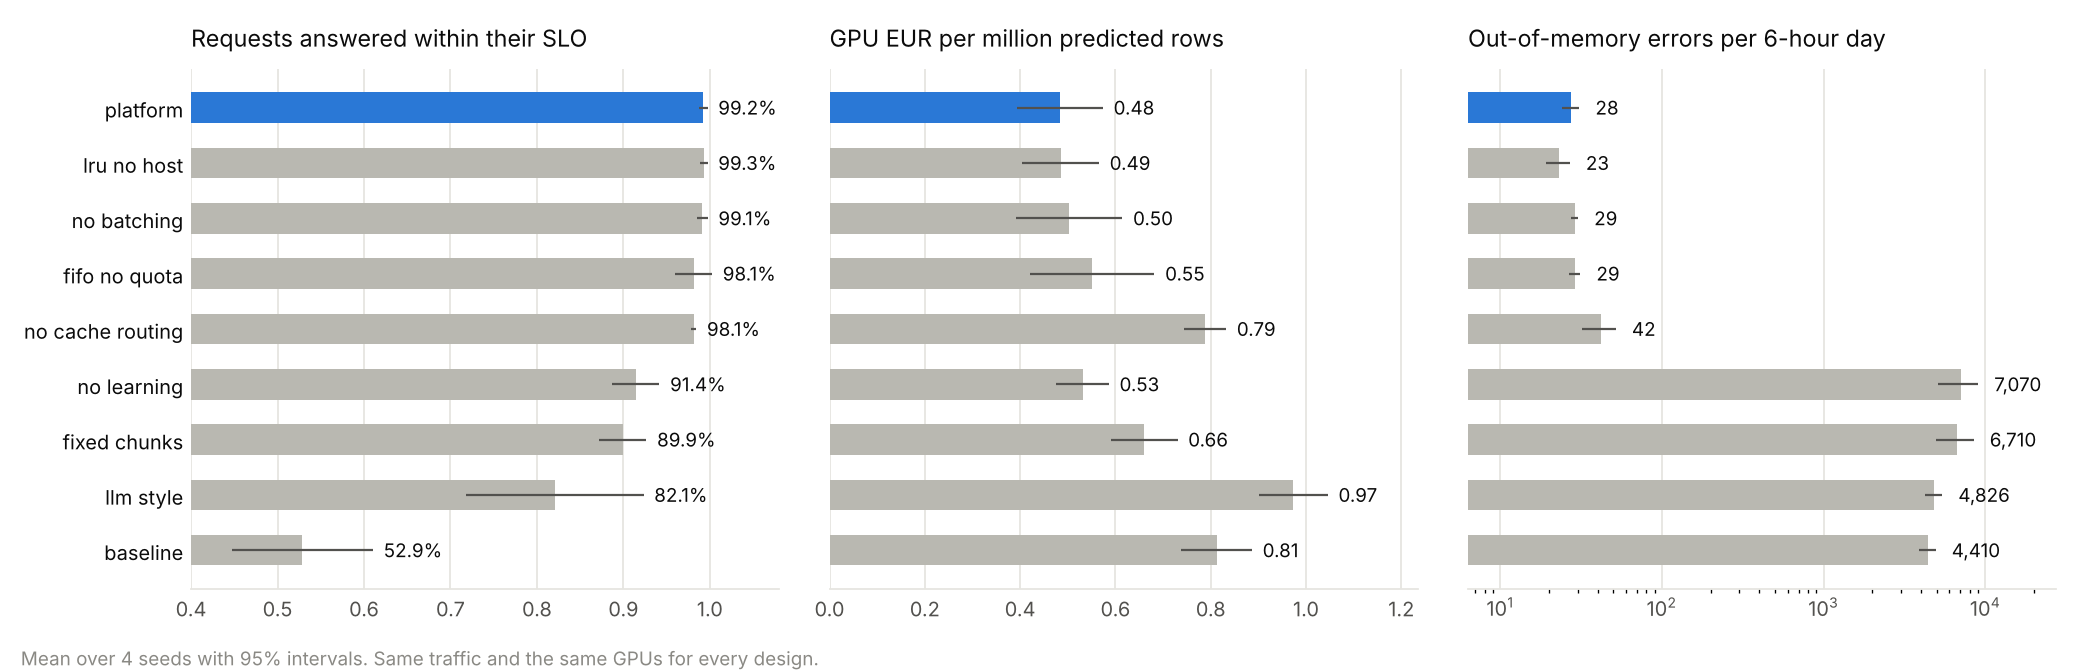 Requests answered within their SLO
GPU EUR per million predicted rows
Out-of-memory errors per 6-hour day
platform 99.2% 0.48 28
lru no host 99.3% 0.49 23
no batching 99.1% 0.50 29
fifo no quota 98.1% 0.55 29
no cache routing 98.1% 0.79 42
no learning 91.4% 0.53 7,070
fixed chunks 89.9% 0.66 6,710
llm style 82.1% 0.97 4,826
baseline 52.9% 0.81 4,410
0.4 0.5 0.6 0.7 0.8 0.9 1.0
0.0 0.2 0.4 0.6 0.8 1.0 1.2
10¹ 10² 10³ 10⁴
Mean over 4 seeds with 95% intervals. Same traffic and the same GPUs for every design.